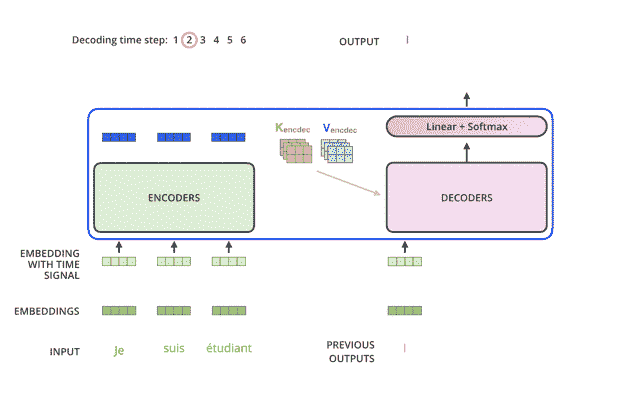 Decoding time step: 1 2 3 4 5 6 OUTPUT I
Kencdec Vencdec
Linear + Softmax
ENCODERS DECODERS
EMBEDDING
WITH TIME
SIGNAL
EMBEDDINGS
INPUT Je suis étudiant
PREVIOUS
OUTPUTS I